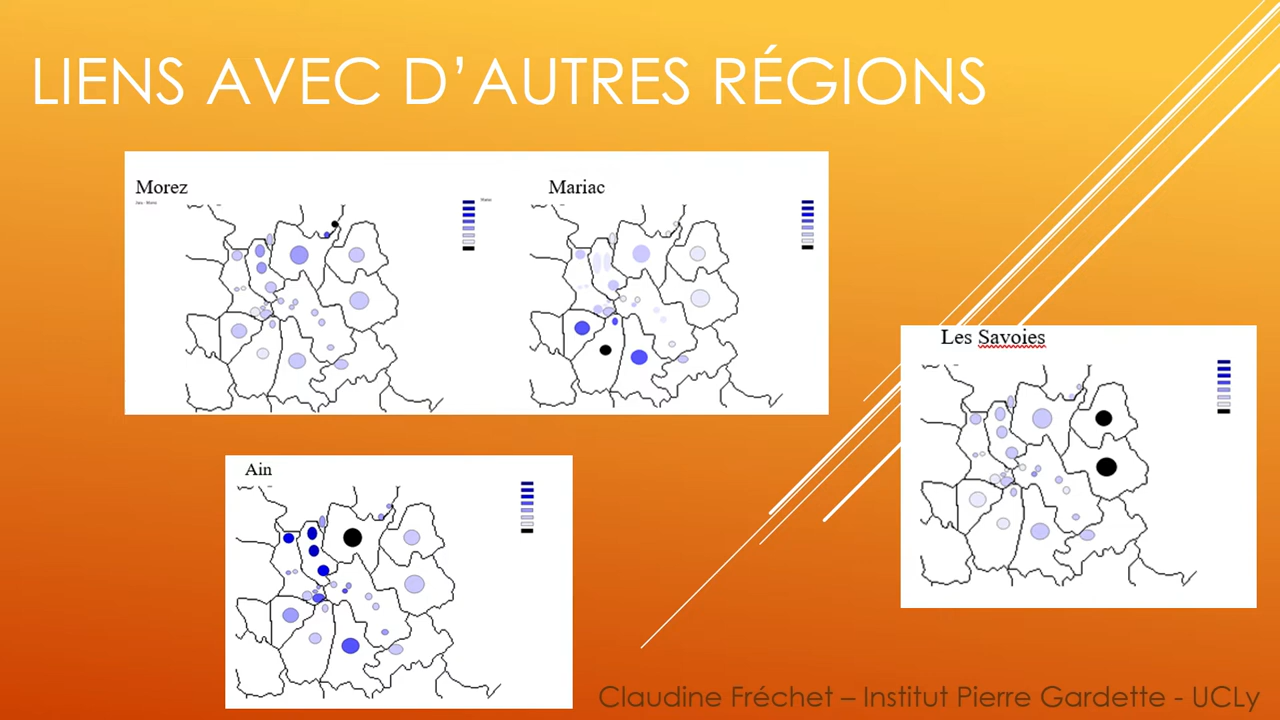 LIENS AVEC D’AUTRES RÉGIONS
Morez
Mariac
Les Savoies
Ain
Claudine Fréchet – Institut Pierre Gardette - UCLy